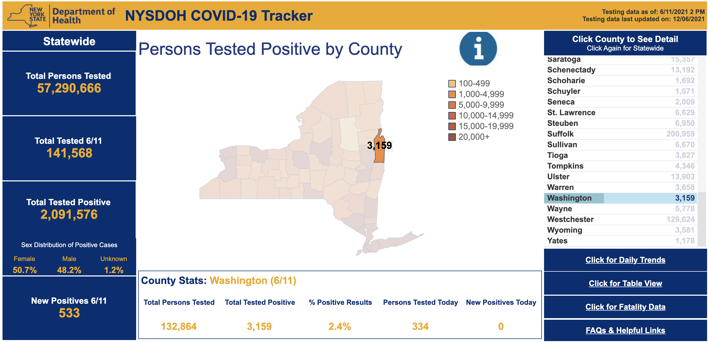 NEW YORK STATE
Department of Health
NYSDOH COVID-19 Tracker
Testing data as of: 6/11/2021 2 PM
Testing data last updated on: 12/06/2021
Statewide
Total Persons Tested
57,290,666
Total Tested 6/11
141,568
Total Tested Positive
2,091,576
Sex Distribution of Positive Cases
Female Male Unknown
50.7% 48.2% 1.2%
New Positives 6/11
533
Persons Tested Positive by County
i
100-499
1,000-4,999
5,000-9,999
10,000-14,999
15,000-19,999
20,000+
3,159
County Stats: Washington (6/11)
Total Persons Tested Total Tested Positive % Positive Results Persons Tested Today New Positives Today
132,864 3,159 2.4% 334 0
Click County to See Detail
Click Again for Statewide
Saratoga 15,357
Schenectady 13,192
Schoharie 1,692
Schuyler 1,071
Seneca 2,009
St. Lawrence 6,629
Steuben 6,950
Suffolk 200,959
Sullivan 6,670
Tioga 3,827
Tompkins 4,346
Ulster 13,903
Warren 3,658
Washington 3,159
Wayne 5,778
Westchester 129,624
Wyoming 3,581
Yates 1,178
Click for Daily Trends
Click for Table View
Click for Fatality Data
FAQs & Helpful Links